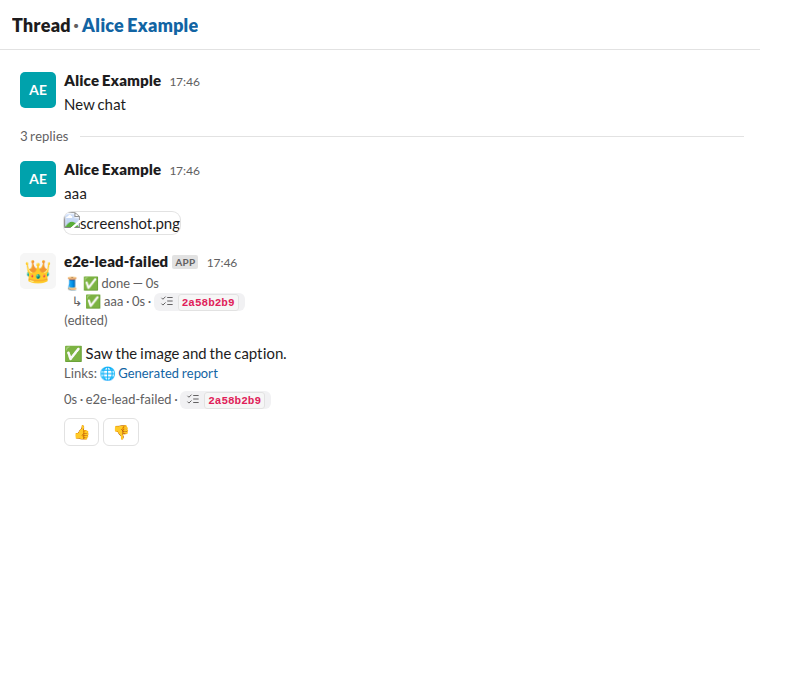 Thread • Alice Example
AE
Alice Example 17:46
New chat
3 replies
AE
Alice Example 17:46
aaa
screenshot.png
e2e-lead-failed APP 17:46
🧵 ✅ done — 0s
↳ ✅ aaa · 0s · 2a58b2b9
(edited)
✅ Saw the image and the caption.
Links: 🌐 Generated report
0s · e2e-lead-failed · 2a58b2b9
👍 👎